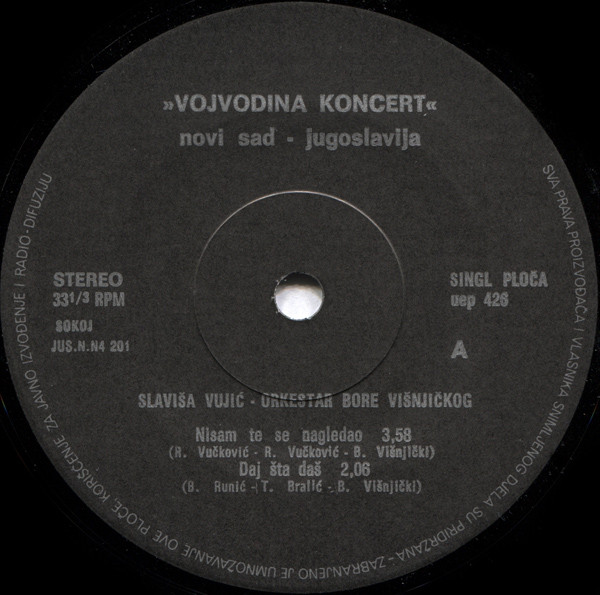 »VOJVODINA KONCERT«
novi sad - jugoslavija
STEREO
33 1/3 RPM
SOKOJ
JUS.N.N4 201
SINGL PLOČA
uep 426
A
SLAVIŠA VUJIĆ - ORKESTAR BORE VIŠNJIČKOG
Nisam te se nagledao 3,58
(R. Vučković - R. Vučković - B. Višnjički)
Daj šta daš 2,06
(B. Runić - T. Bralić - B. Višnjički)
SVA PRAVA PROIZVOĐAČA I VLASNIKA SNIMLJENOG DJELA SU PRIDRŽANA - ZABRANJENO JE UMNOŽAVANJE OVE PLOČE, KORIŠĆENJE ZA JAVNO IZVOĐENJE I RADIO-DIFUZIJU